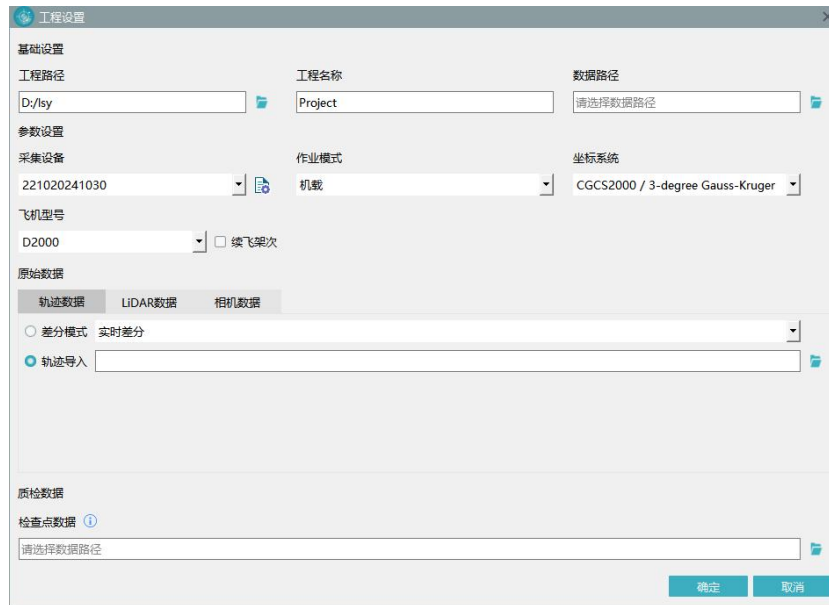 工程设置
基础设置
工程路径 工程名称 数据路径
D:/lsy Project 请选择数据路径
参数设置
采集设备 作业模式 坐标系统
221020241030 机载 CGCS2000 / 3-degree Gauss-Kruger
飞机型号
D2000 续飞架次
原始数据
轨迹数据 LiDAR数据 相机数据
差分模式 实时差分
轨迹导入
质检数据
检查点数据
请选择数据路径
确定 取消